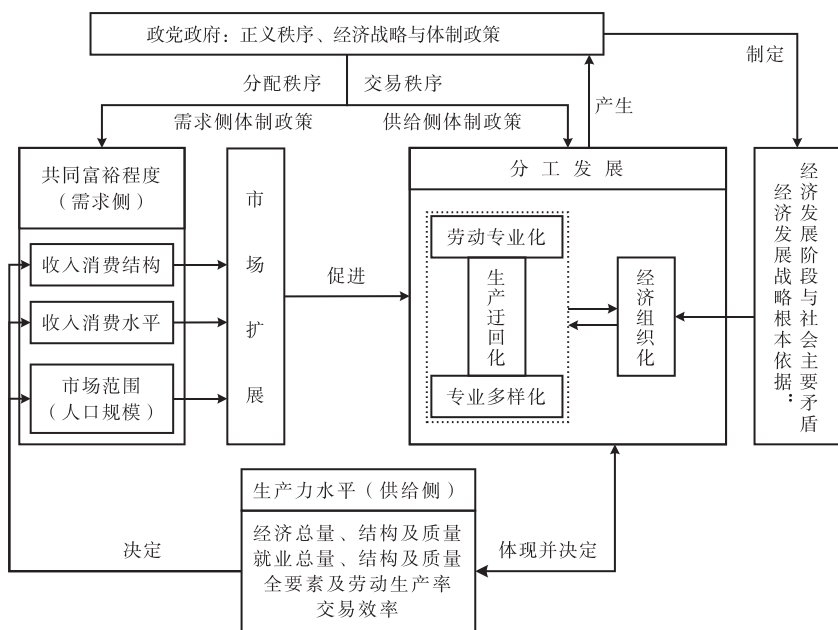 政党政府：正义秩序、经济战略与体制政策
制定
分配秩序
交易秩序
产生
需求侧体制政策
供给侧体制政策
共同富裕程度
（需求侧）
收入消费结构
收入消费水平
市场范围
（人口规模）
市场扩展
促进
分工发展
劳动专业化
生产迂回化
专业多样化
经济组织化
经济发展阶段与社会主要矛盾
经济发展战略根本依据：
生产力水平（供给侧）
经济总量、结构及质量
就业总量、结构及质量
全要素及劳动生产率
交易效率
决定
体现并决定